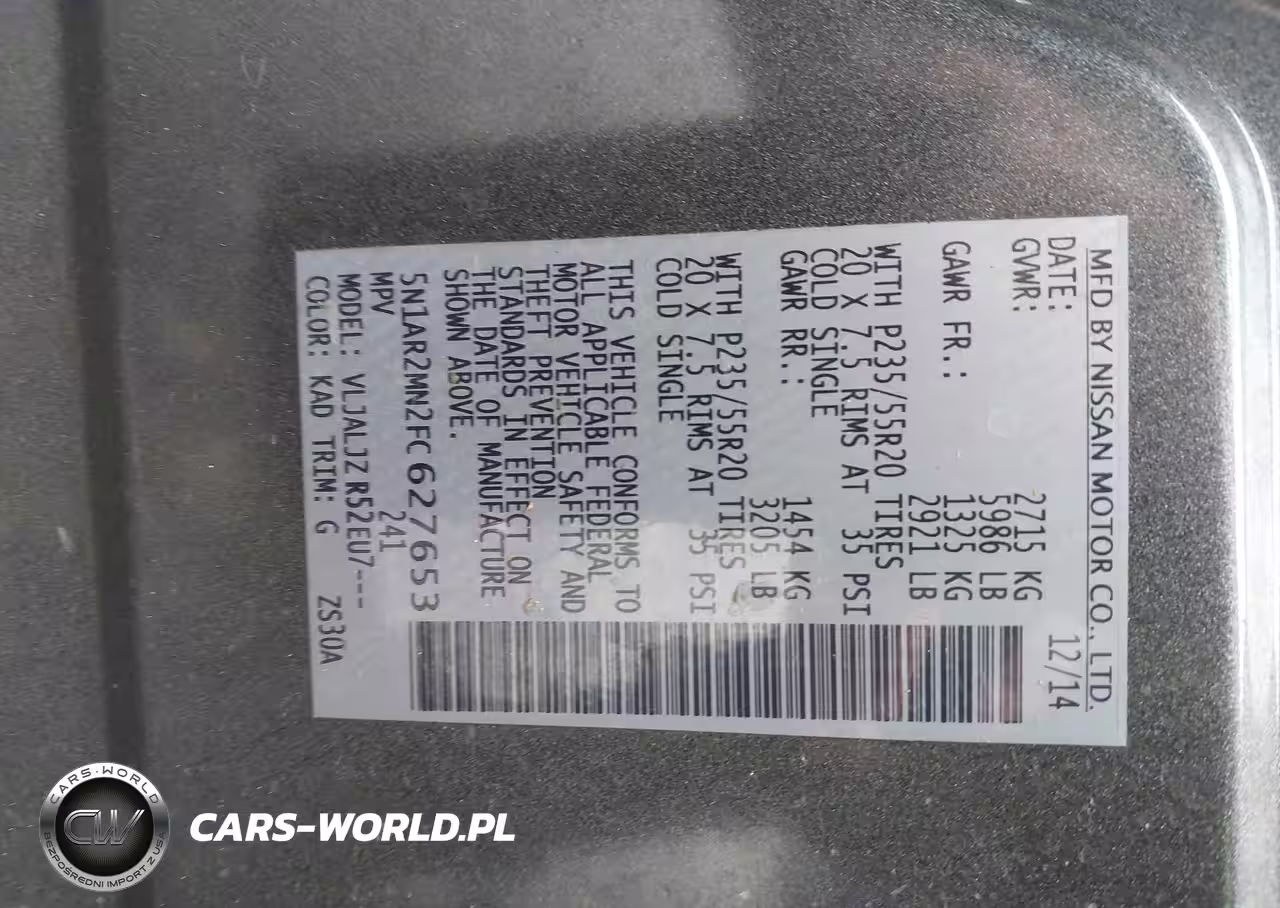 MFD BY NISSAN MOTOR CO., LTD.
DATE: 12/14
GVWR: 2715 KG
5986 LB
GAWR FR.: 1325 KG
2921 LB
WITH P235/55R20 TIRES
20 X 7.5 RIMS AT 35 PSI
COLD SINGLE
GAWR RR.: 1454 KG
3205 LB
WITH P235/55R20 TIRES
20 X 7.5 RIMS AT 35 PSI
COLD SINGLE
THIS VEHICLE CONFORMS TO
ALL APPLICABLE FEDERAL
MOTOR VEHICLE SAFETY AND
THEFT PREVENTION
STANDARDS IN EFFECT ON
THE DATE OF MANUFACTURE
SHOWN ABOVE.
5N1AR2MN2FC627653
MPV 241
MODEL: VLJALJZ R52EU7---
COLOR: KAD TRIM: G ZS30A
CARS-WORLD
CW
BEZPOŚREDNI IMPORT Z USA
CARS-WORLD.PL